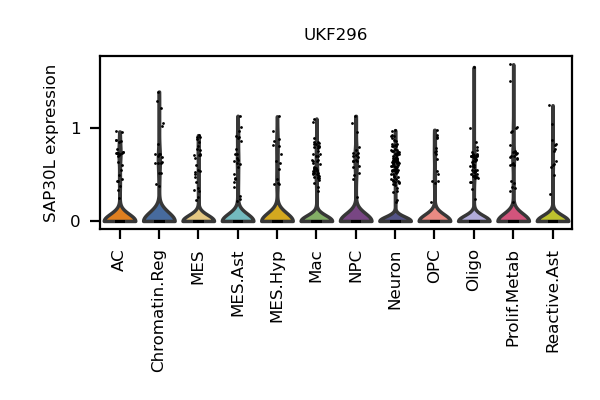 UKF296
SAP30L expression
1
0
AC
Chromatin.Reg
MES
MES.Ast
MES.Hyp
Mac
NPC
Neuron
OPC
Oligo
Prolif.Metab
Reactive.Ast